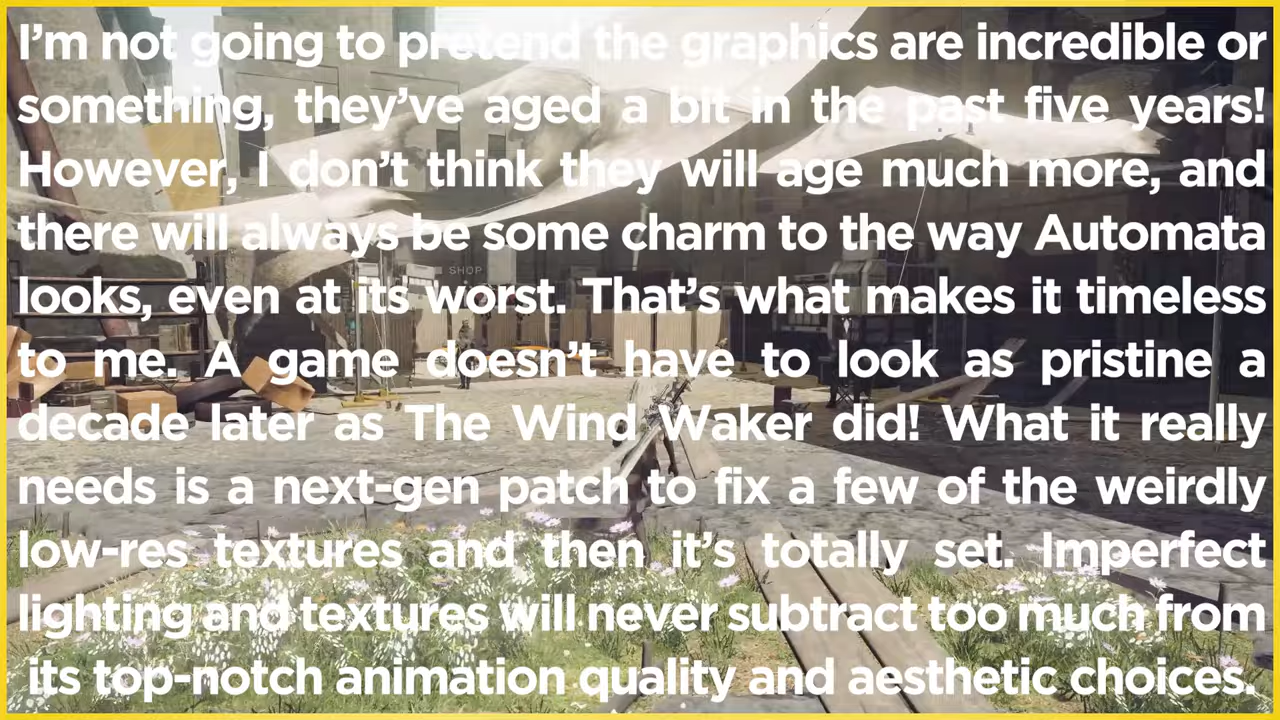 I'm not going to pretend the graphics are incredible or
something, they've aged a bit in the past five years!
However, I don't think they will age much more, and
there will always be some charm to the way Automata
looks, even at its worst. That's what makes it timeless
to me. A game doesn't have to look as pristine a
decade later as The Wind Waker did! What it really
needs is a next-gen patch to fix a few of the weirdly
low-res textures and then it's totally set. Imperfect
lighting and textures will never subtract too much from
its top-notch animation quality and aesthetic choices.
SHOP